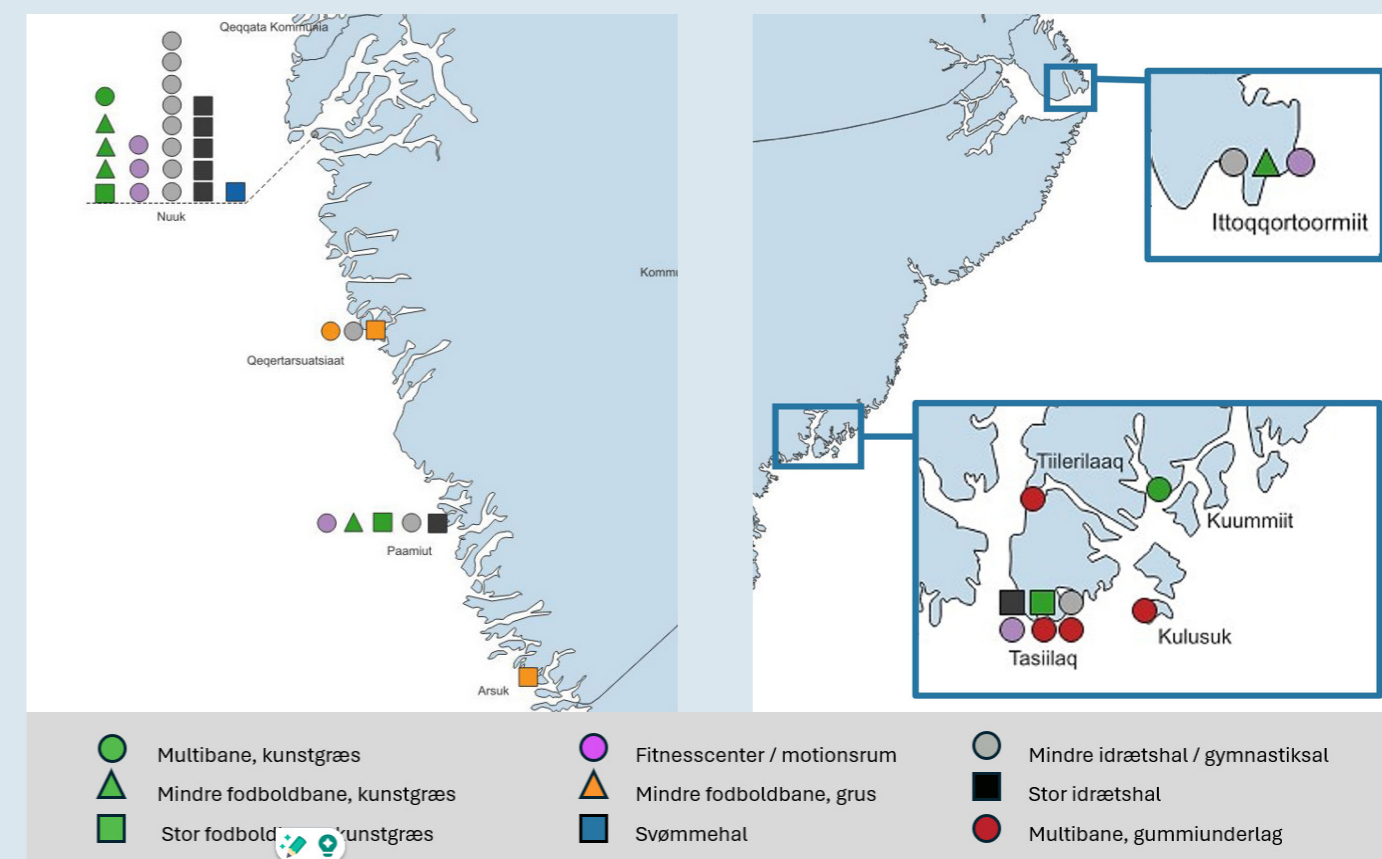 Qeqqata Kommunia
Nuuk
Kommu
Qeqertarsuatsiaat
Paamiut
Arsuk
Ittoqqortoormiit
Tiilerilaaq
Kuummiit
Kulusuk
Tasiilaq
Multibane, kunstgræs
Mindre fodboldbane, kunstgræs
Stor fodbold kunstgræs
Fitnesscenter / motionsrum
Mindre fodboldbane, grus
Svømmehal
Mindre idrætshal / gymnastiksal
Stor idrætshal
Multibane, gummiunderlag